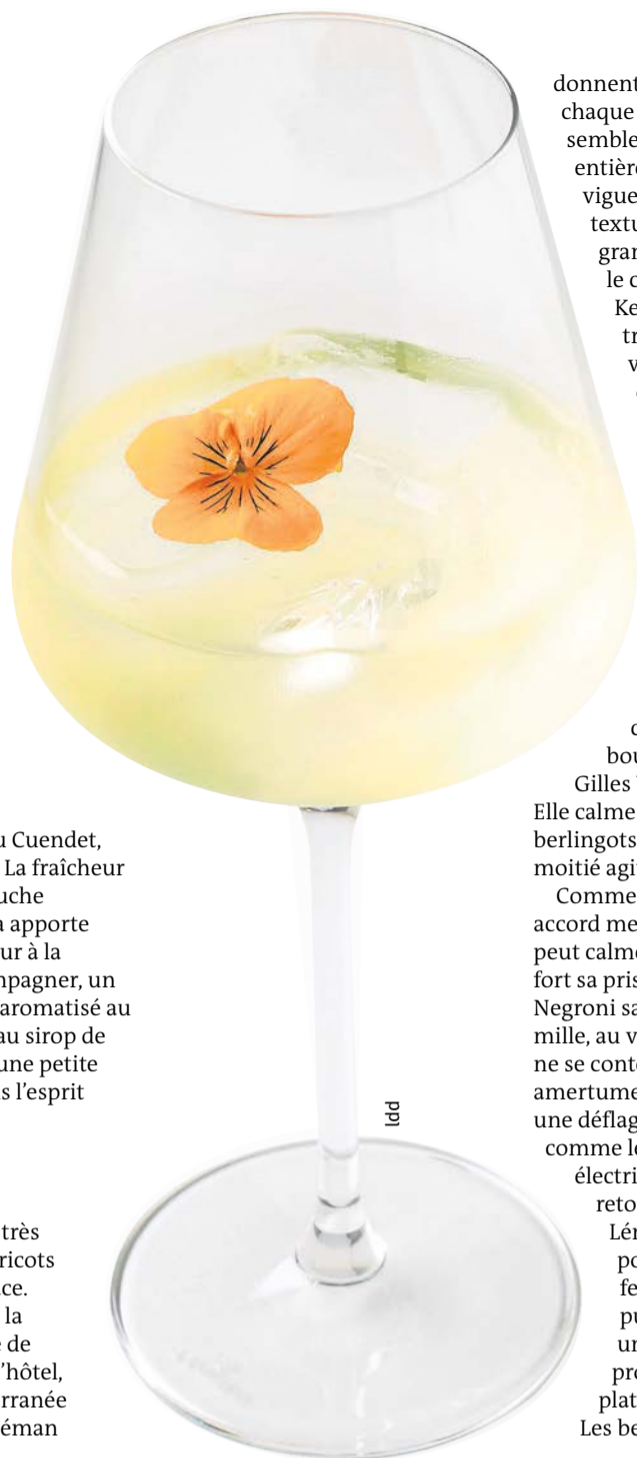 u Cuendet,
La fraîcheur
uche
a apporte
ur à la
mpagner, un
aromatisé au
au sirop de
une petite
s l'esprit
très
ricots
ce.
la
e de
l'hôtel,
rranée
éman
ldd
donnent
chaque
semble
entière
vigue
textu
gran
le c
Ke
tr
v
bou
Gilles
Elle calme
berlingots
moitié agi
Comme
accord me
peut calme
fort sa pris
Negroni sa
mille, au v
ne se conte
amertume
une déflag
comme le
électri
reto
Lér
po
fe
pu
un
pro
plat
Les be